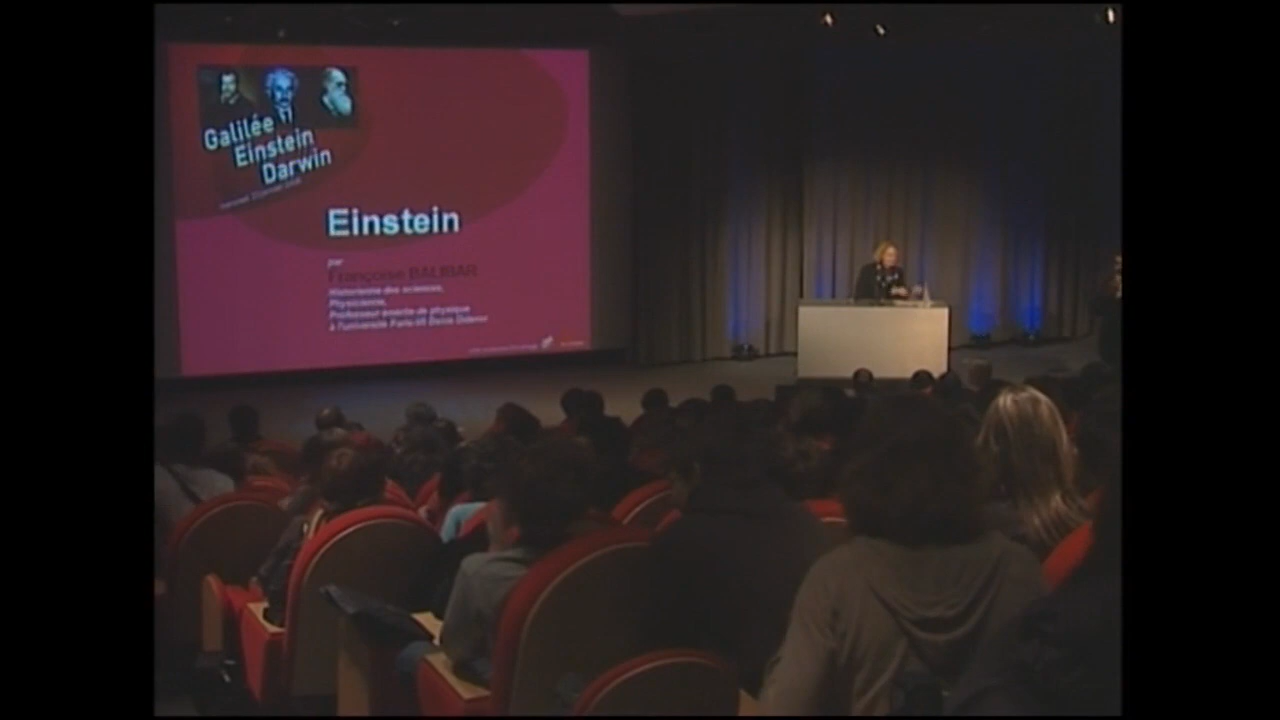 Galilée
Einstein
Darwin
Einstein
par
Françoise BALIBAR
Historienne des sciences,
Physicienne,
Professeur émérite de physique
à l'université Paris-VII Denis Diderot